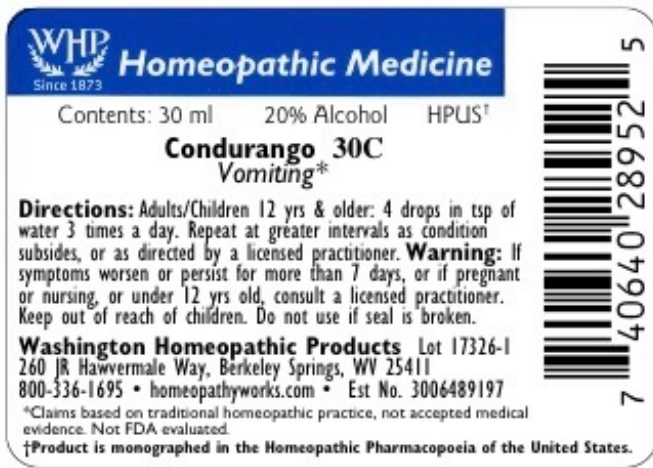 WHP
Since 1873
Homeopathic Medicine
Contents: 30 ml 20% Alcohol HPUS†
Condurango 30C
Vomiting*
Directions: Adults/Children 12 yrs & older: 4 drops in tsp of
water 3 times a day. Repeat at greater intervals as condition
subsides, or as directed by a licensed practitioner. Warning: If
symptoms worsen or persist for more than 7 days, or if pregnant
or nursing, or under 12 yrs old, consult a licensed practitioner.
Keep out of reach of children. Do not use if seal is broken.
Washington Homeopathic Products Lot 17326-1
260 JR Hawvermale Way, Berkeley Springs, WV 25411
800-336-1695 • homeopathyworks.com • Est No. 3006489197
*Claims based on traditional homeopathic practice, not accepted medical
evidence. Not FDA evaluated.
†Product is monographed in the Homeopathic Pharmacopoeia of the United States.
7 40640 28952 5